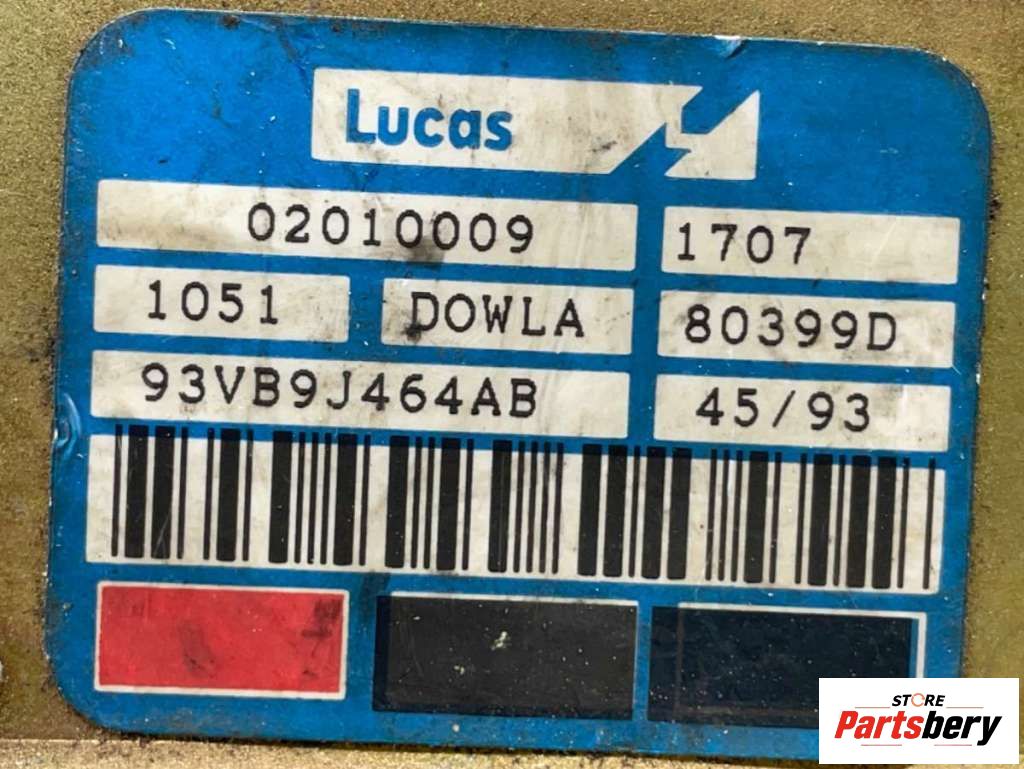 Lucas
02010009 1707
1051 DOWLA 80399D
93VB9J464AB 45/93
STORE
Partsbery